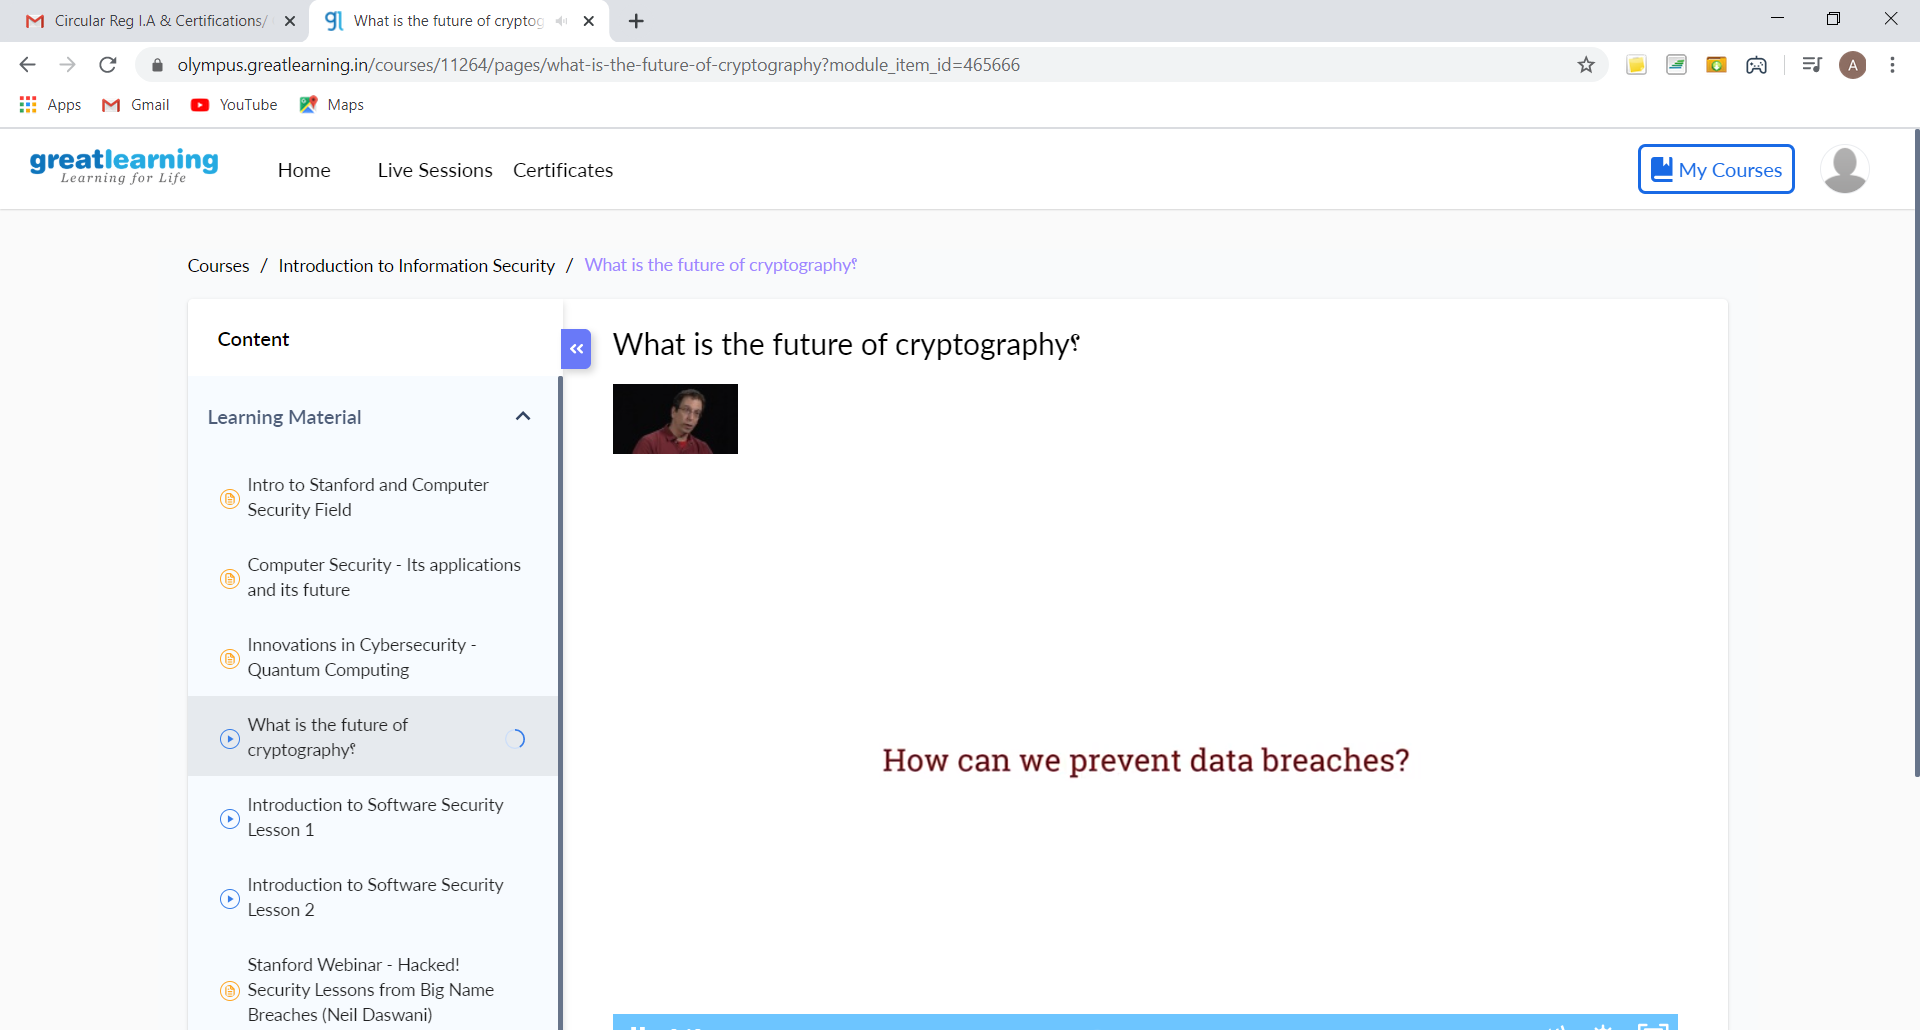 Circular Reg I.A & Certifications/
What is the future of cryptog
olympus.greatlearning.in/courses/11264/pages/what-is-the-future-of-cryptography?module_item_id=465666
A
Apps
Gmail
YouTube
Maps
greatlearning
Learning for Life
Home
Live Sessions
Certificates
My Courses
Courses / Introduction to Information Security / What is the future of cryptography؟
Content
Learning Material
Intro to Stanford and Computer
Security Field
Computer Security - Its applications
and its future
Innovations in Cybersecurity -
Quantum Computing
What is the future of
cryptography؟
Introduction to Software Security
Lesson 1
Introduction to Software Security
Lesson 2
Stanford Webinar - Hacked!
Security Lessons from Big Name
Breaches (Neil Daswani)
What is the future of cryptography؟
How can we prevent data breaches?